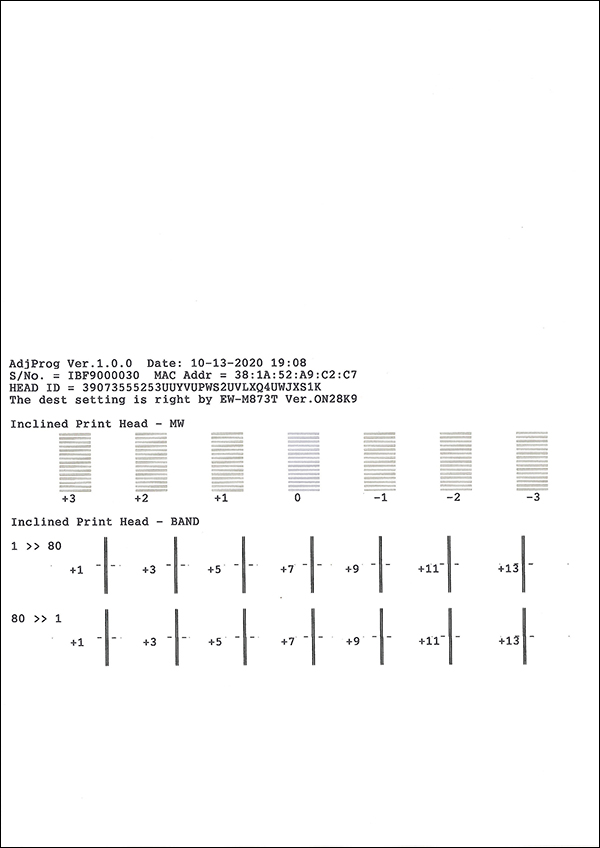 AdjProg Ver.1.0.0  Date: 10-13-2020 19:08
S/No. = IBF9000030  MAC Addr = 38:1A:52:A9:C2:C7
HEAD ID = 39073555253UUYVUPWS2UVLXQ4UWJXS1K
The dest setting is right by EW-M873T Ver.ON28K9
Inclined Print Head - MW
+3 +2 +1 0 -1 -2 -3
Inclined Print Head - BAND
1 >> 80
+1 +3 +5 +7 +9 +11 +13
80 >> 1
+1 +3 +5 +7 +9 +11 +13